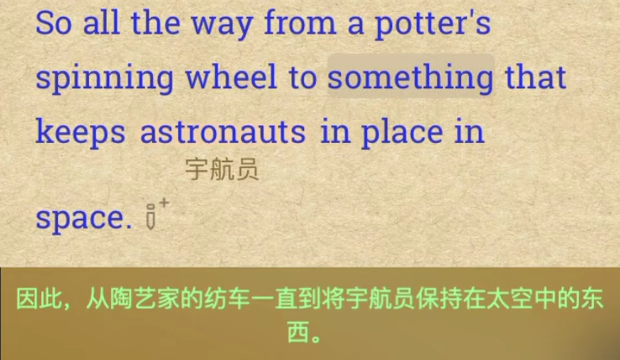 So all the way from a potter's
spinning wheel to something that
keeps astronauts in place in
宇航员
space.
因此，从陶艺家的纺车一直到将宇航员保持在太空中的东
西。